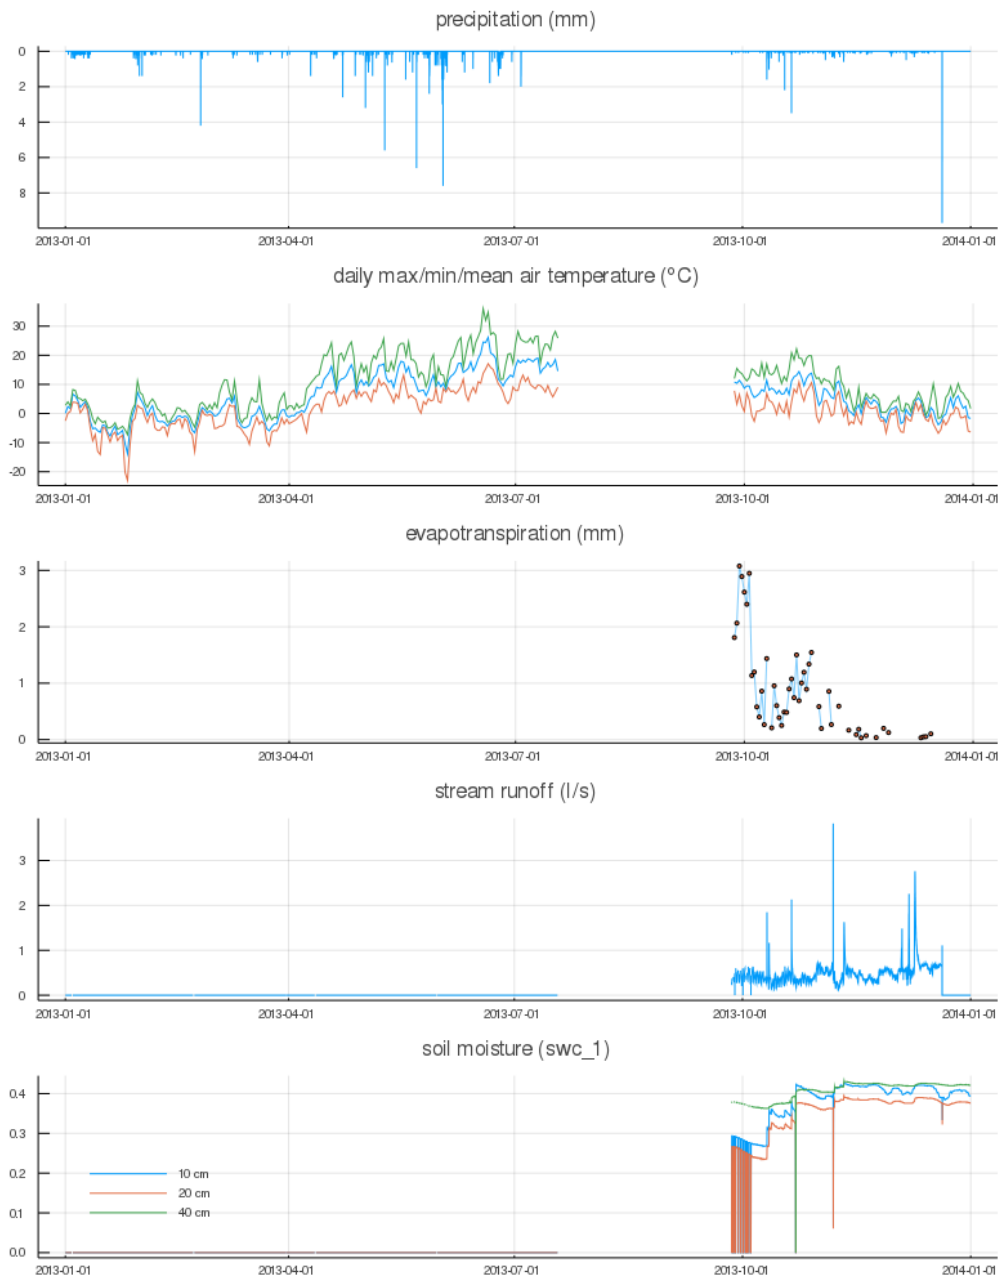 precipitation (mm)
0
2
4
6
8
2013-01-01 2013-04-01 2013-07-01 2013-10-01 2014-01-01
daily max/min/mean air temperature (ºC)
30
20
10
0
-10
-20
2013-01-01 2013-04-01 2013-07-01 2013-10-01 2014-01-01
evapotranspiration (mm)
3
2
1
0
2013-01-01 2013-04-01 2013-07-01 2013-10-01 2014-01-01
stream runoff (l/s)
3
2
1
0
2013-01-01 2013-04-01 2013-07-01 2013-10-01 2014-01-01
soil moisture (swc_1)
0.4
0.3
0.2
0.1
0.0
10 cm
20 cm
40 cm
2013-01-01 2013-04-01 2013-07-01 2013-10-01 2014-01-01